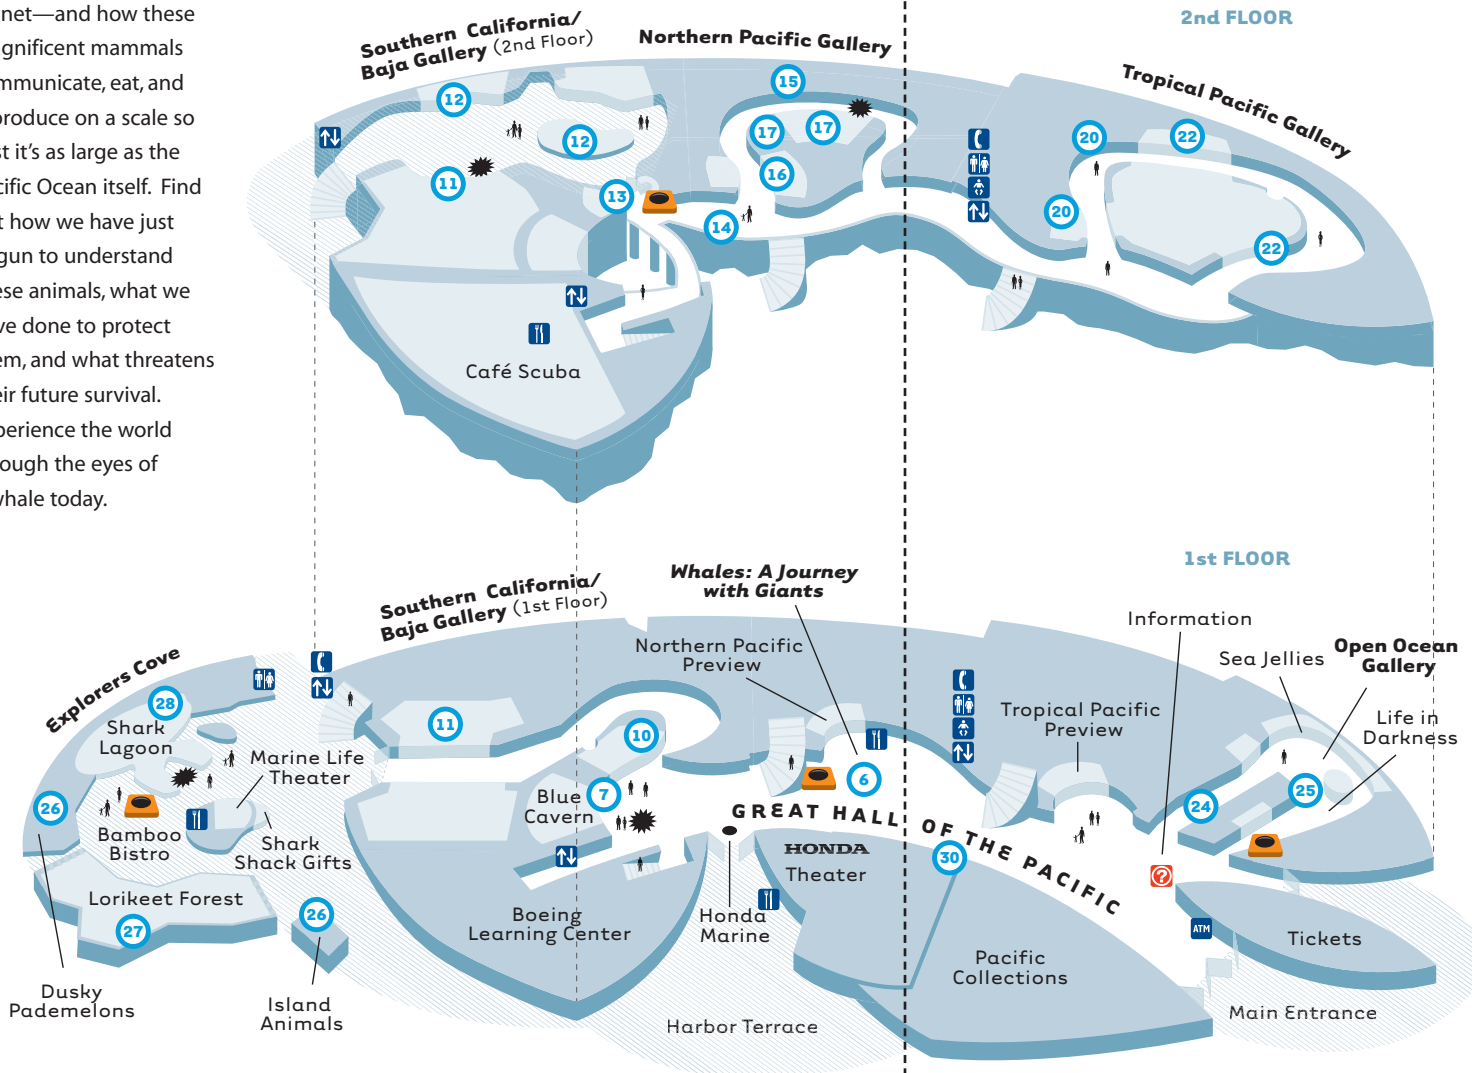 net—and how these
gnificent mammals
mmunicate, eat, and
produce on a scale so
st it's as large as the
cific Ocean itself. Find
t how we have just
gun to understand
ese animals, what we
ve done to protect
em, and what threatens
eir future survival.
perience the world
rough the eyes of
whale today.
2nd FLOOR
Southern California/
Baja Gallery (2nd Floor)
Northern Pacific Gallery
Tropical Pacific Gallery
12
12
11
13
14
15
17
17
16
20
22
20
22
Café Scuba
1st FLOOR
Southern California/
Baja Gallery (1st Floor)
Whales: A Journey
with Giants
Northern Pacific
Preview
Information
Sea Jellies
Open Ocean
Gallery
Life in
Darkness
Tropical Pacific
Preview
Explorers Cove
28
Shark
Lagoon
Marine Life
Theater
26
Bamboo
Bistro
Shark
Shack Gifts
Lorikeet Forest
27
26
Dusky
Pademelons
Island
Animals
11
10
7
Blue
Cavern
6
GREAT HALL OF THE PACIFIC
24
25
HONDA
Theater
30
?
Boeing
Learning Center
Honda
Marine
ATM
Tickets
Pacific
Collections
Harbor Terrace
Main Entrance